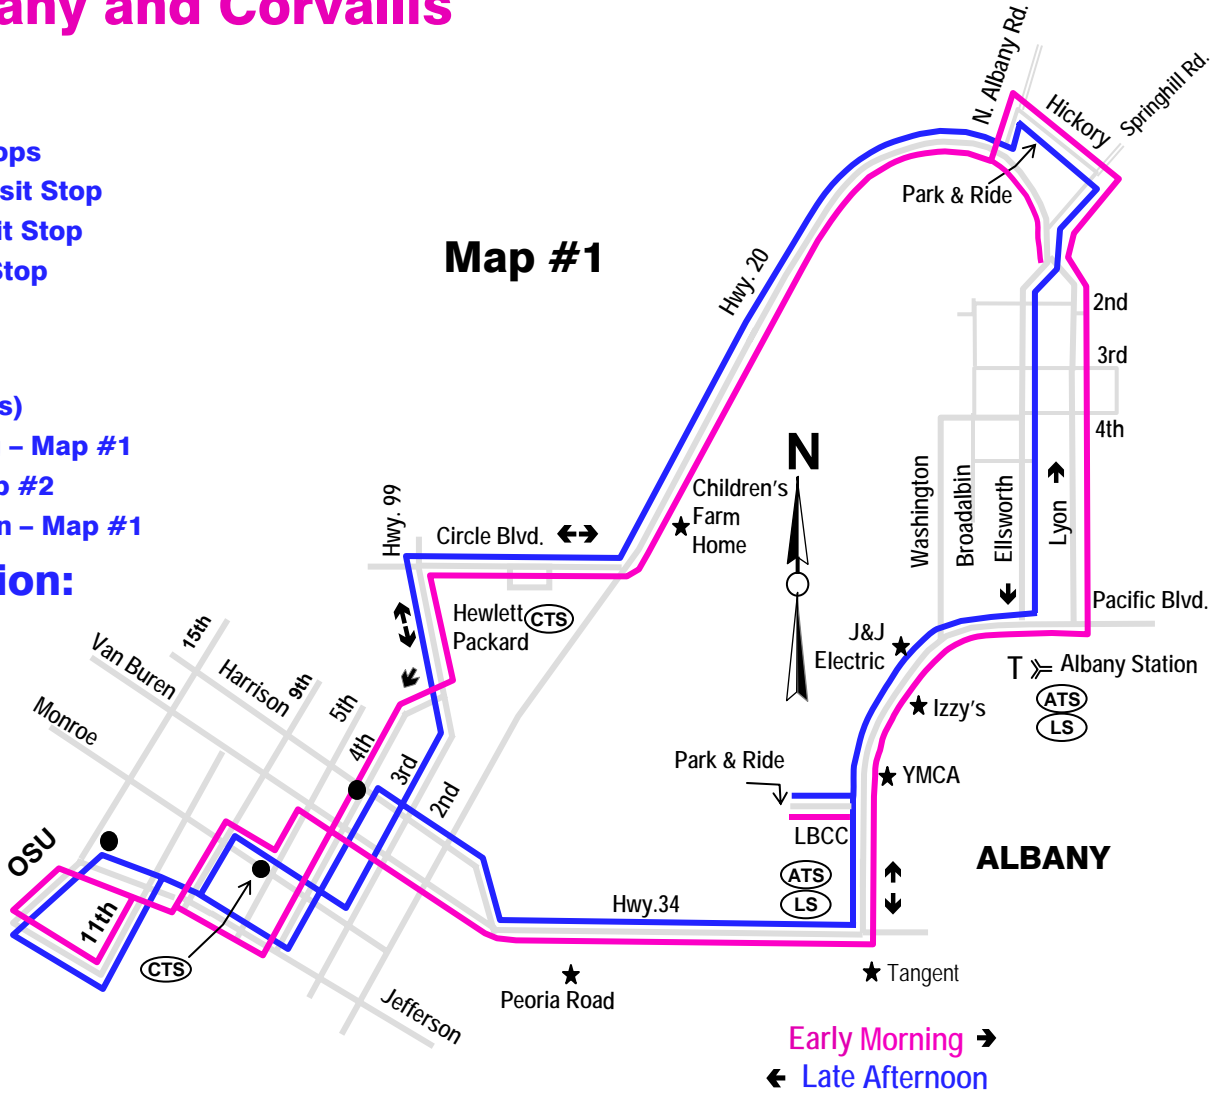 any and Corvallis
ops
sit Stop
it Stop
Stop
s)
– Map #1
p #2
n – Map #1
ion:
Map #1
N. Albany Rd.
Hickory
Springhill Rd.
Park & Ride
Hwy. 20
2nd
3rd
4th
N
Children's
Farm
Home
Washington
Broadalbin
Ellsworth
Lyon
Hwy. 99
Circle Blvd.
Hewlett
Packard
CTS
Pacific Blvd.
J&J
Electric
T
Albany Station
ATS
LS
Izzy's
YMCA
Park & Ride
LBCC
ATS
LS
ALBANY
15th
Van Buren
Harrison
9th
5th
Monroe
4th
3rd
2nd
OSU
11th
CTS
Jefferson
Hwy.34
Peoria Road
Tangent
Early Morning
Late Afternoon